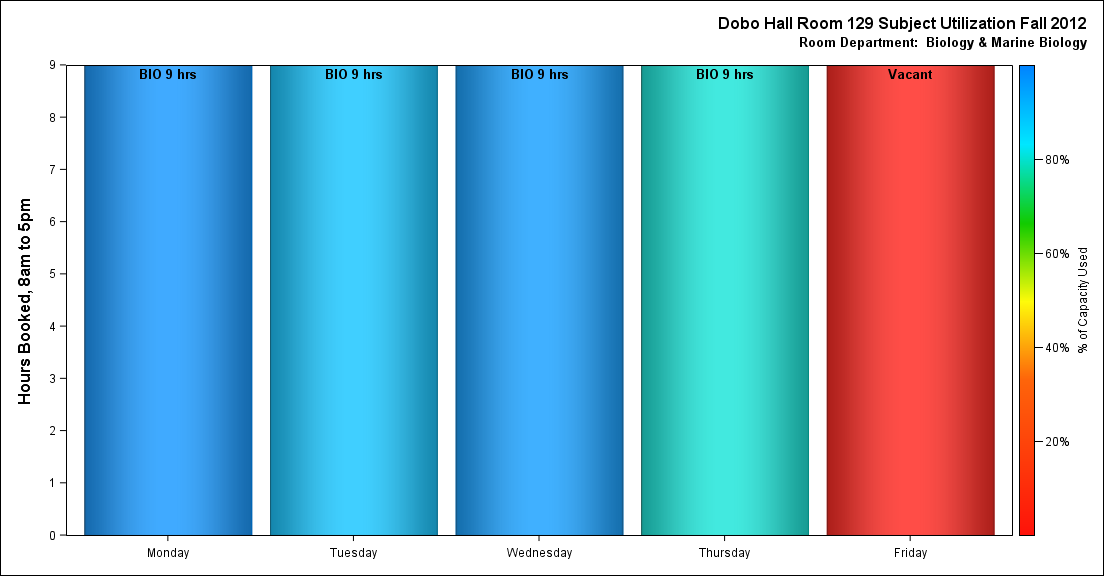 Dobo Hall Room 129 Subject Utilization Fall 2012
Room Department:  Biology & Marine Biology
Hours Booked, 8am to 5pm
9
8
7
6
5
4
3
2
1
0
BIO 9 hrs
BIO 9 hrs
BIO 9 hrs
BIO 9 hrs
Vacant
Monday
Tuesday
Wednesday
Thursday
Friday
80%
60%
40%
20%
% of Capacity Used